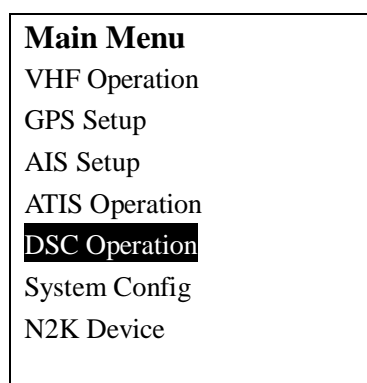 Main Menu
VHF Operation
GPS Setup
AIS Setup
ATIS Operation
DSC Operation
System Config
N2K Device